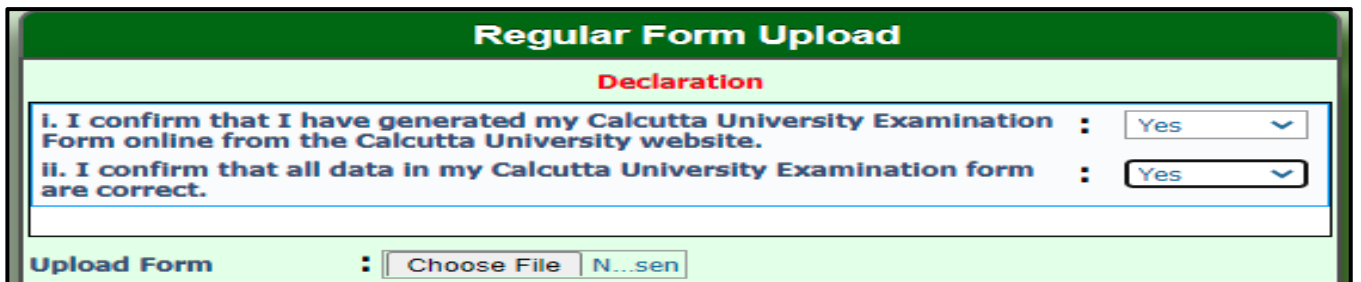 Regular Form Upload
Declaration
i. I confirm that I have generated my Calcutta University Examination : Yes
Form online from the Calcutta University website.
ii. I confirm that all data in my Calcutta University Examination form : Yes
are correct.
Upload Form : Choose File N...sen